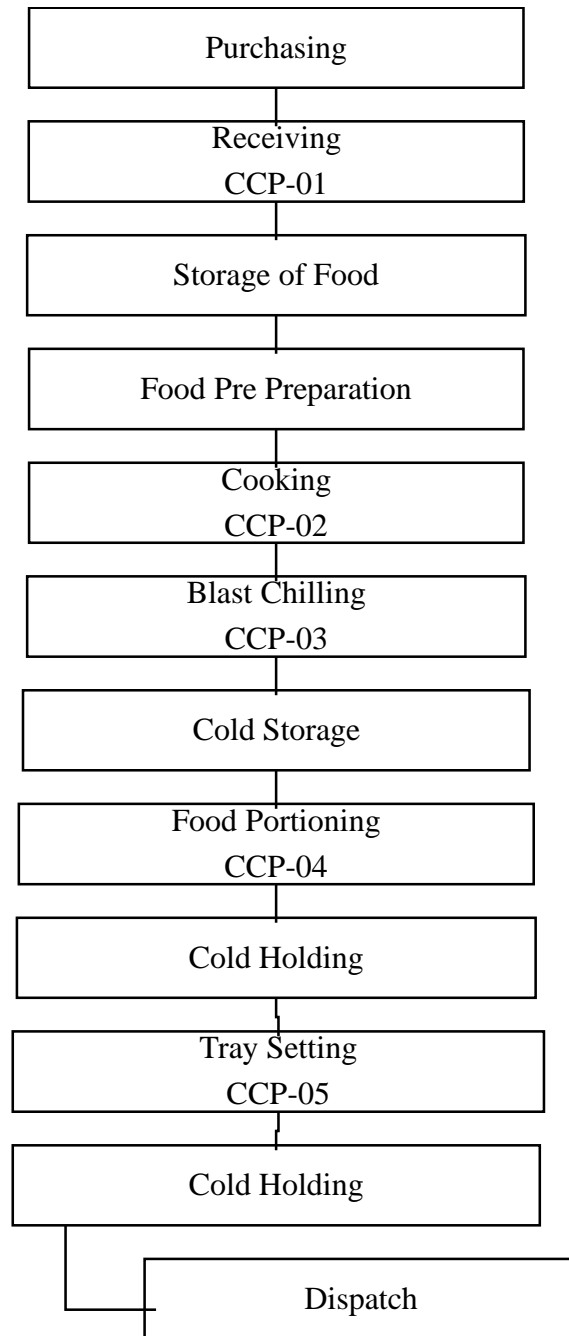 Purchasing
Receiving
CCP-01
Storage of Food
Food Pre Preparation
Cooking
CCP-02
Blast Chilling
CCP-03
Cold Storage
Food Portioning
CCP-04
Cold Holding
Tray Setting
CCP-05
Cold Holding
Dispatch